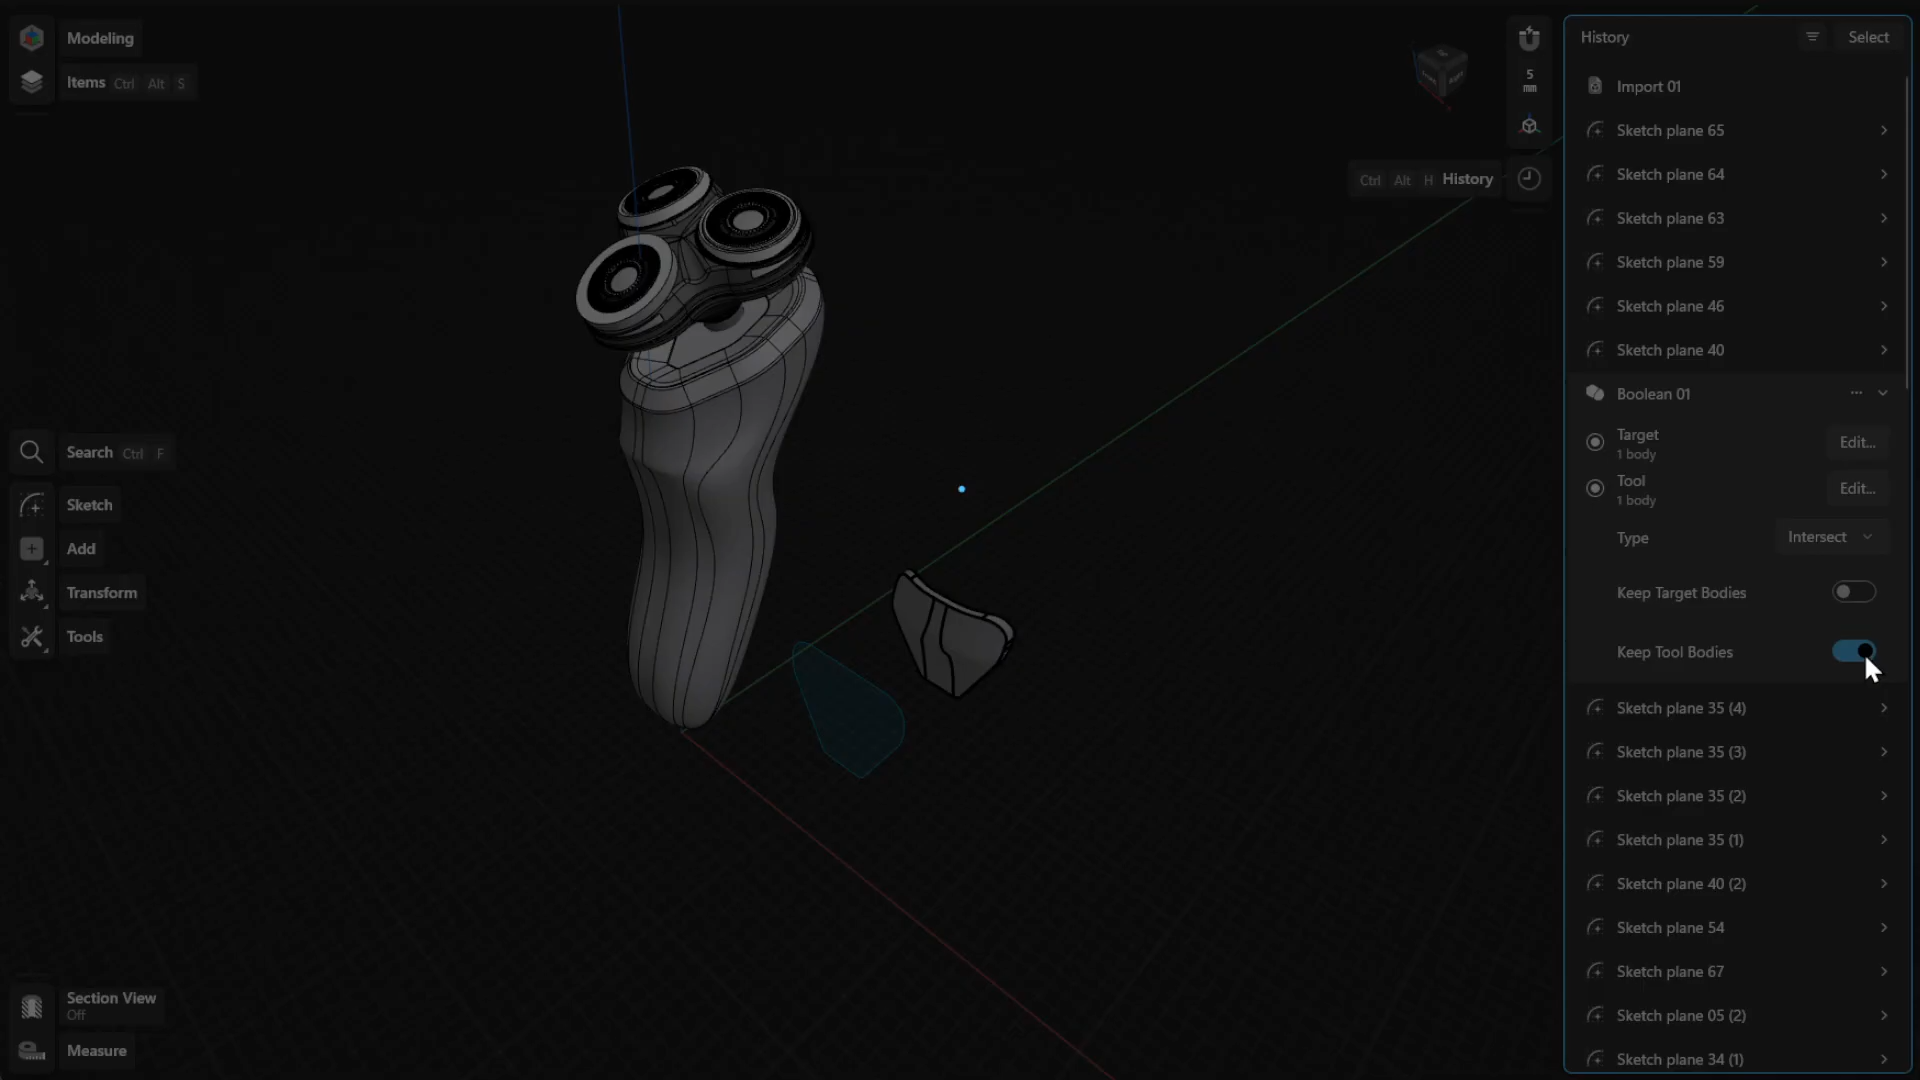 Modeling
Items Ctrl Alt S
Search Ctrl F
Sketch
Add
Transform
Tools
Section View
Off
Measure
5
mm
Ctrl Alt H History
History Select
Import 01
Sketch plane 65
Sketch plane 64
Sketch plane 63
Sketch plane 59
Sketch plane 46
Sketch plane 40
Boolean 01
Target
1 body
Edit...
Tool
1 body
Edit...
Type Intersect
Keep Target Bodies
Keep Tool Bodies
Sketch plane 35 (4)
Sketch plane 35 (3)
Sketch plane 35 (2)
Sketch plane 35 (1)
Sketch plane 40 (2)
Sketch plane 54
Sketch plane 67
Sketch plane 05 (2)
Sketch plane 34 (1)